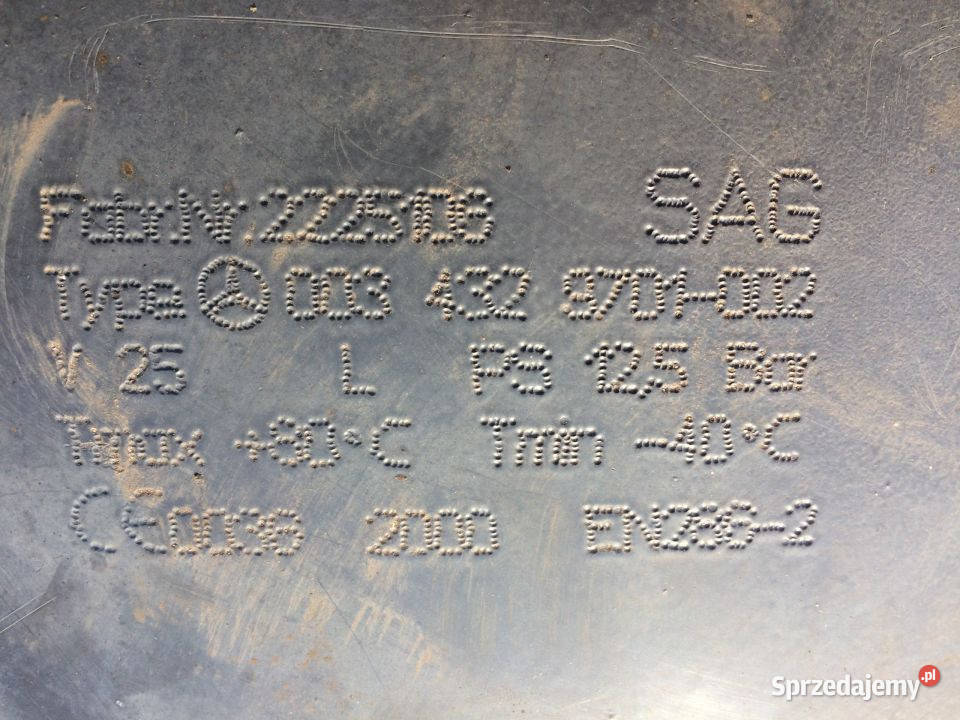 Fabr.Nr.2225106 SAG
Type 003 432 9701-002
V 25 L PS 12,5 Bar
Tmax +80°C Tmin -40°C
CE0036 2000 EN286-2
Sprzedajemy.pl